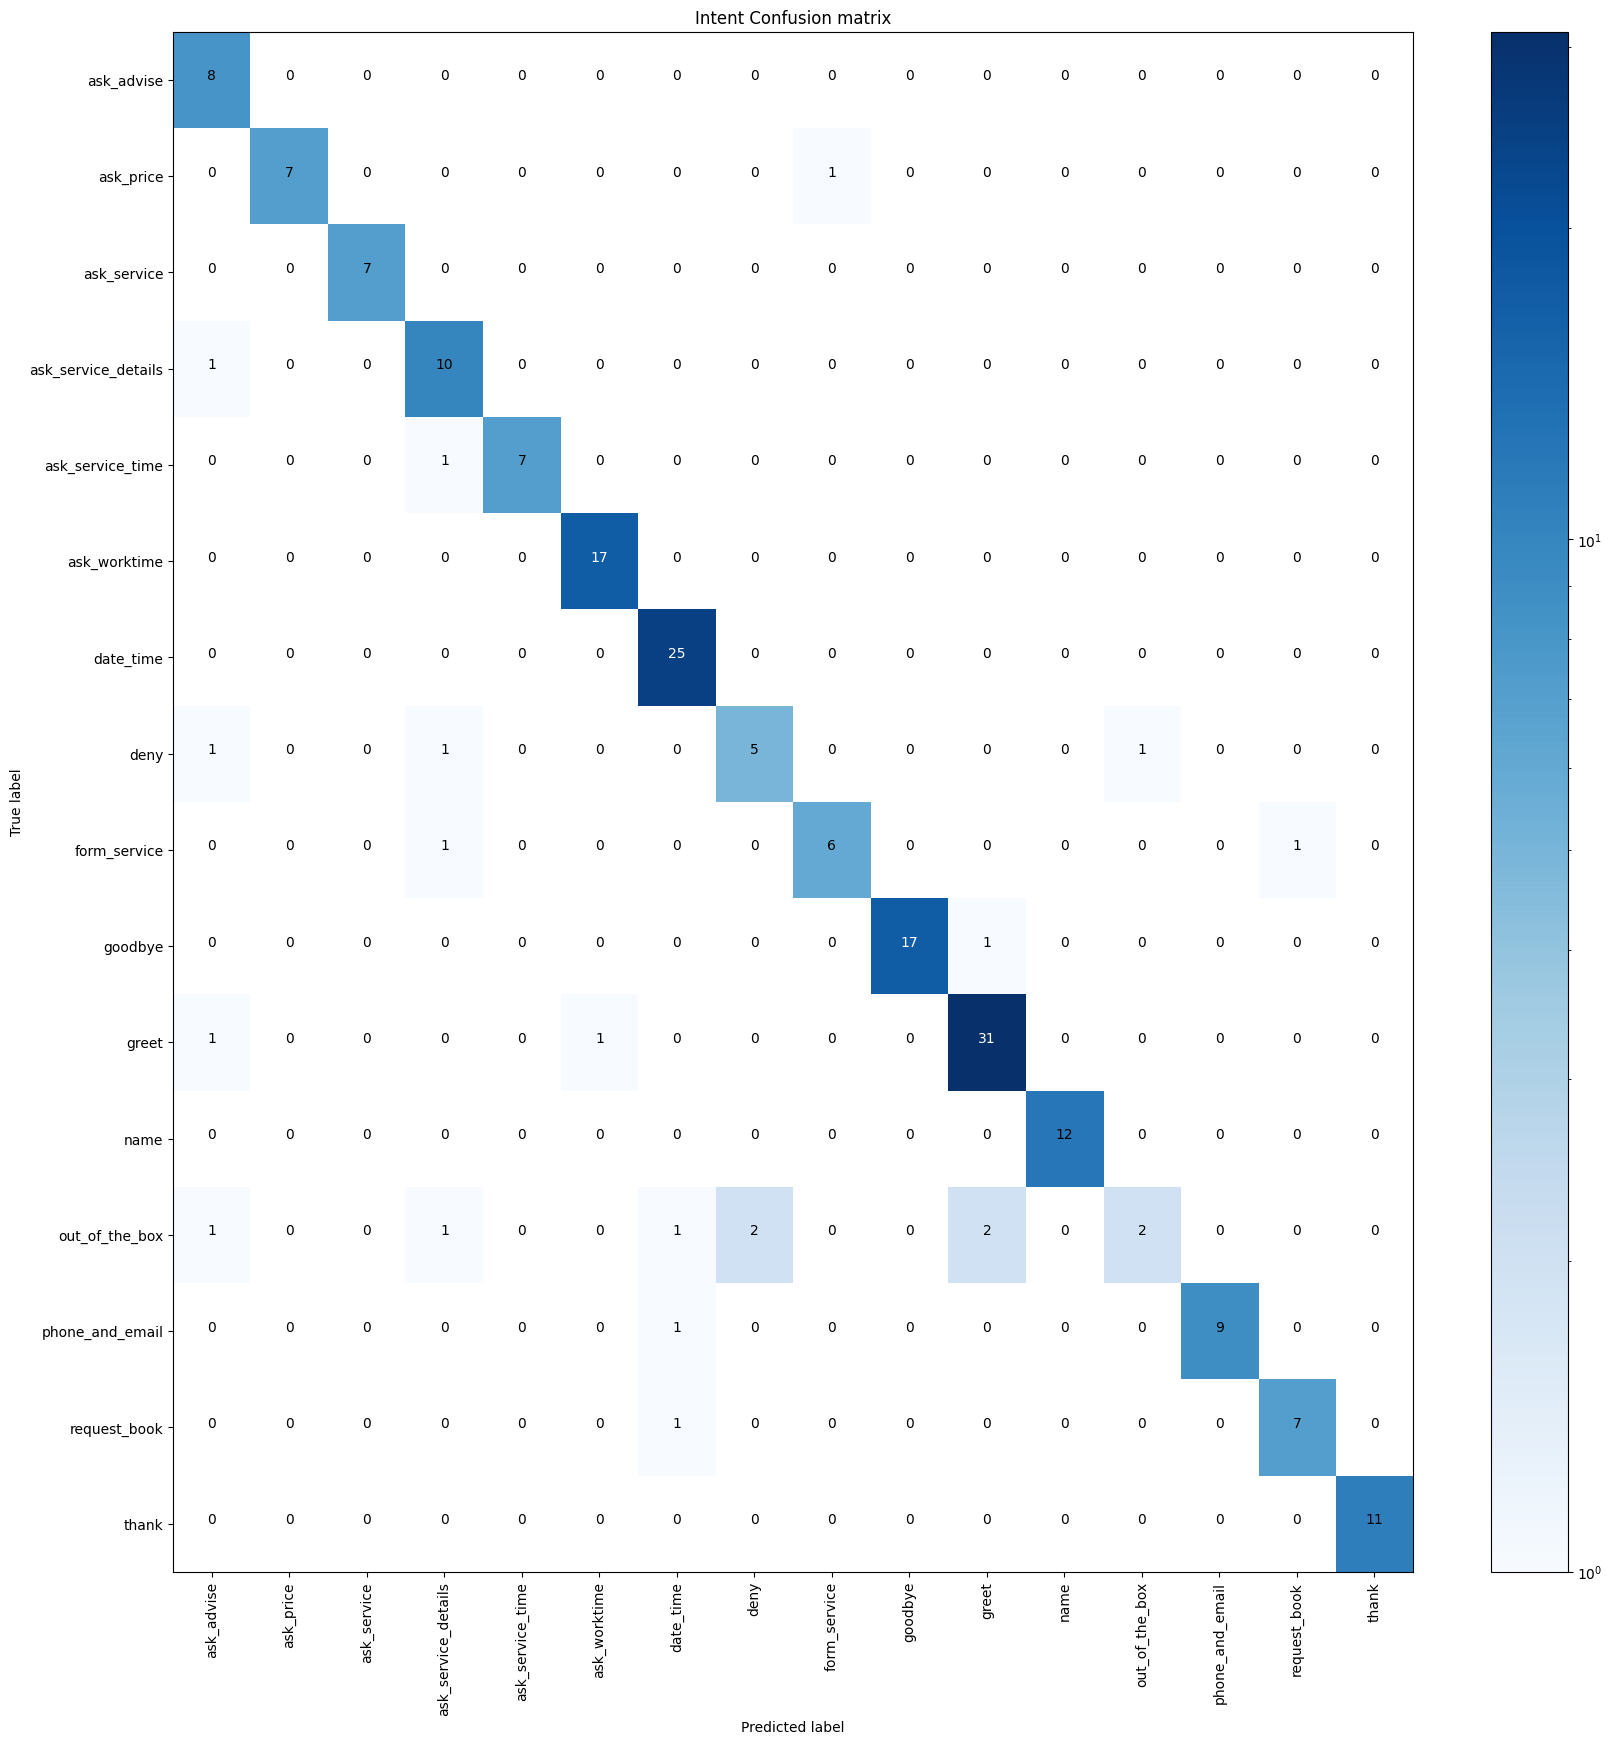 Intent Confusion matrix
ask_advise 8 0 0 0 0 0 0 0 0 0 0 0 0 0 0 0
ask_price 0 7 0 0 0 0 0 0 1 0 0 0 0 0 0 0
ask_service 0 0 7 0 0 0 0 0 0 0 0 0 0 0 0 0
ask_service_details 1 0 0 10 0 0 0 0 0 0 0 0 0 0 0 0
ask_service_time 0 0 0 1 7 0 0 0 0 0 0 0 0 0 0 0
ask_worktime 0 0 0 0 0 17 0 0 0 0 0 0 0 0 0 0
10¹
date_time 0 0 0 0 0 0 25 0 0 0 0 0 0 0 0 0
deny 1 0 0 1 0 0 0 5 0 0 0 0 1 0 0 0
True label
form_service 0 0 0 1 0 0 0 0 6 0 0 0 0 0 1 0
goodbye 0 0 0 0 0 0 0 0 0 17 1 0 0 0 0 0
greet 1 0 0 0 0 1 0 0 0 0 31 0 0 0 0 0
name 0 0 0 0 0 0 0 0 0 0 0 12 0 0 0 0
out_of_the_box 1 0 0 1 0 0 1 2 0 0 2 0 2 0 0 0
phone_and_email 0 0 0 0 0 0 1 0 0 0 0 0 0 9 0 0
request_book 0 0 0 0 0 0 1 0 0 0 0 0 0 0 7 0
thank 0 0 0 0 0 0 0 0 0 0 0 0 0 0 0 11
10⁰
ask_advise
ask_price
ask_service
ask_service_details
ask_service_time
ask_worktime
date_time
deny
form_service
goodbye
greet
name
out_of_the_box
phone_and_email
request_book
thank
Predicted label